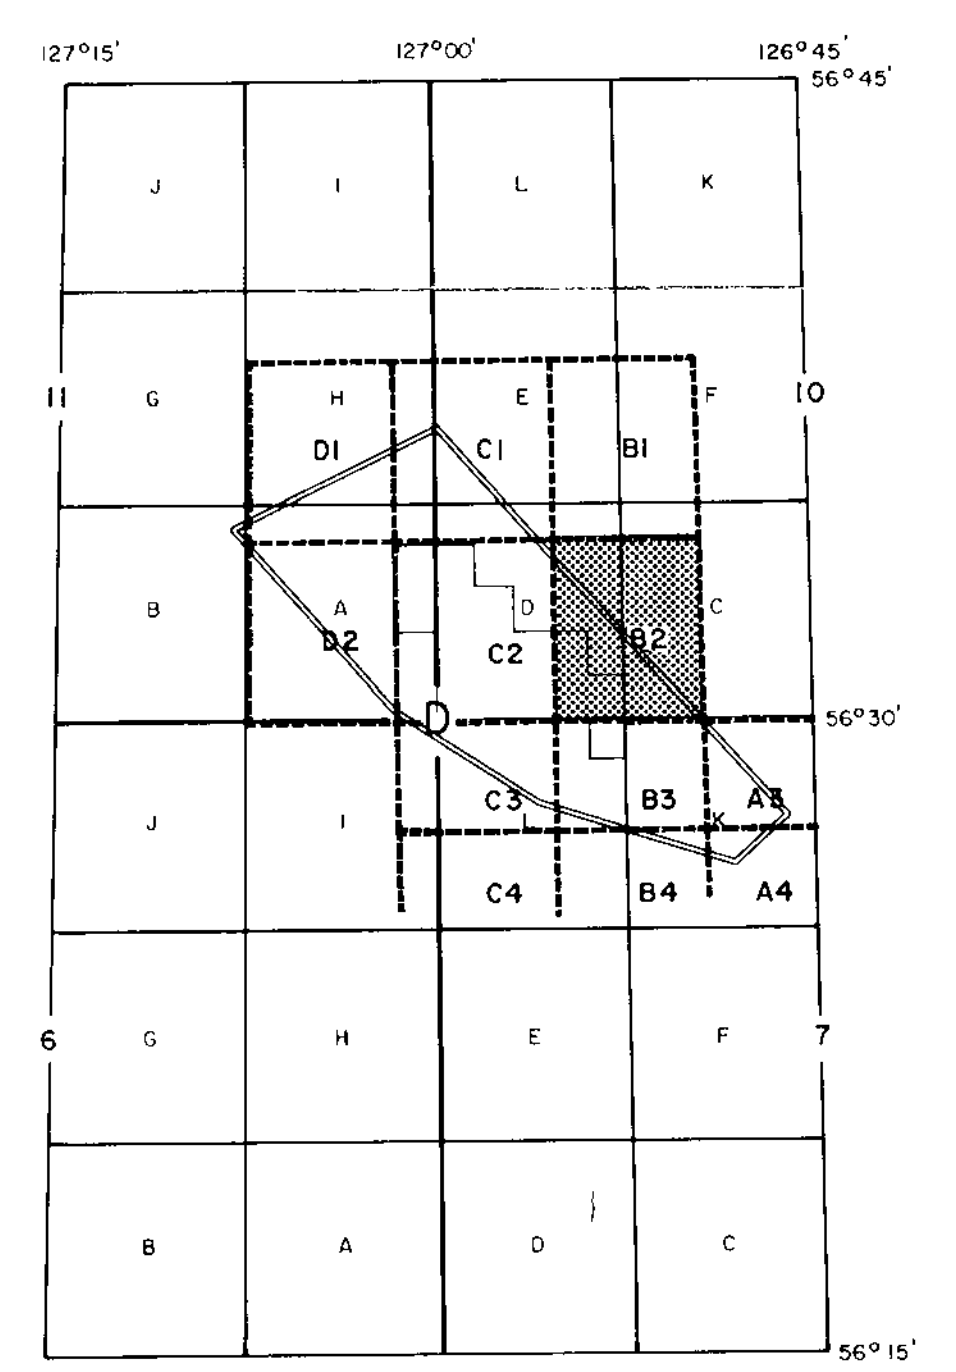 127°15' 127°00' 126°45'
56°45'
J I L K
11 G H E F 10
D1 C1 B1
B A D C
D2 C2 B2
D 56°30'
C3 B3 A3
J I L K
C4 B4 A4
6 G H E F 7
B A D C
56°15'